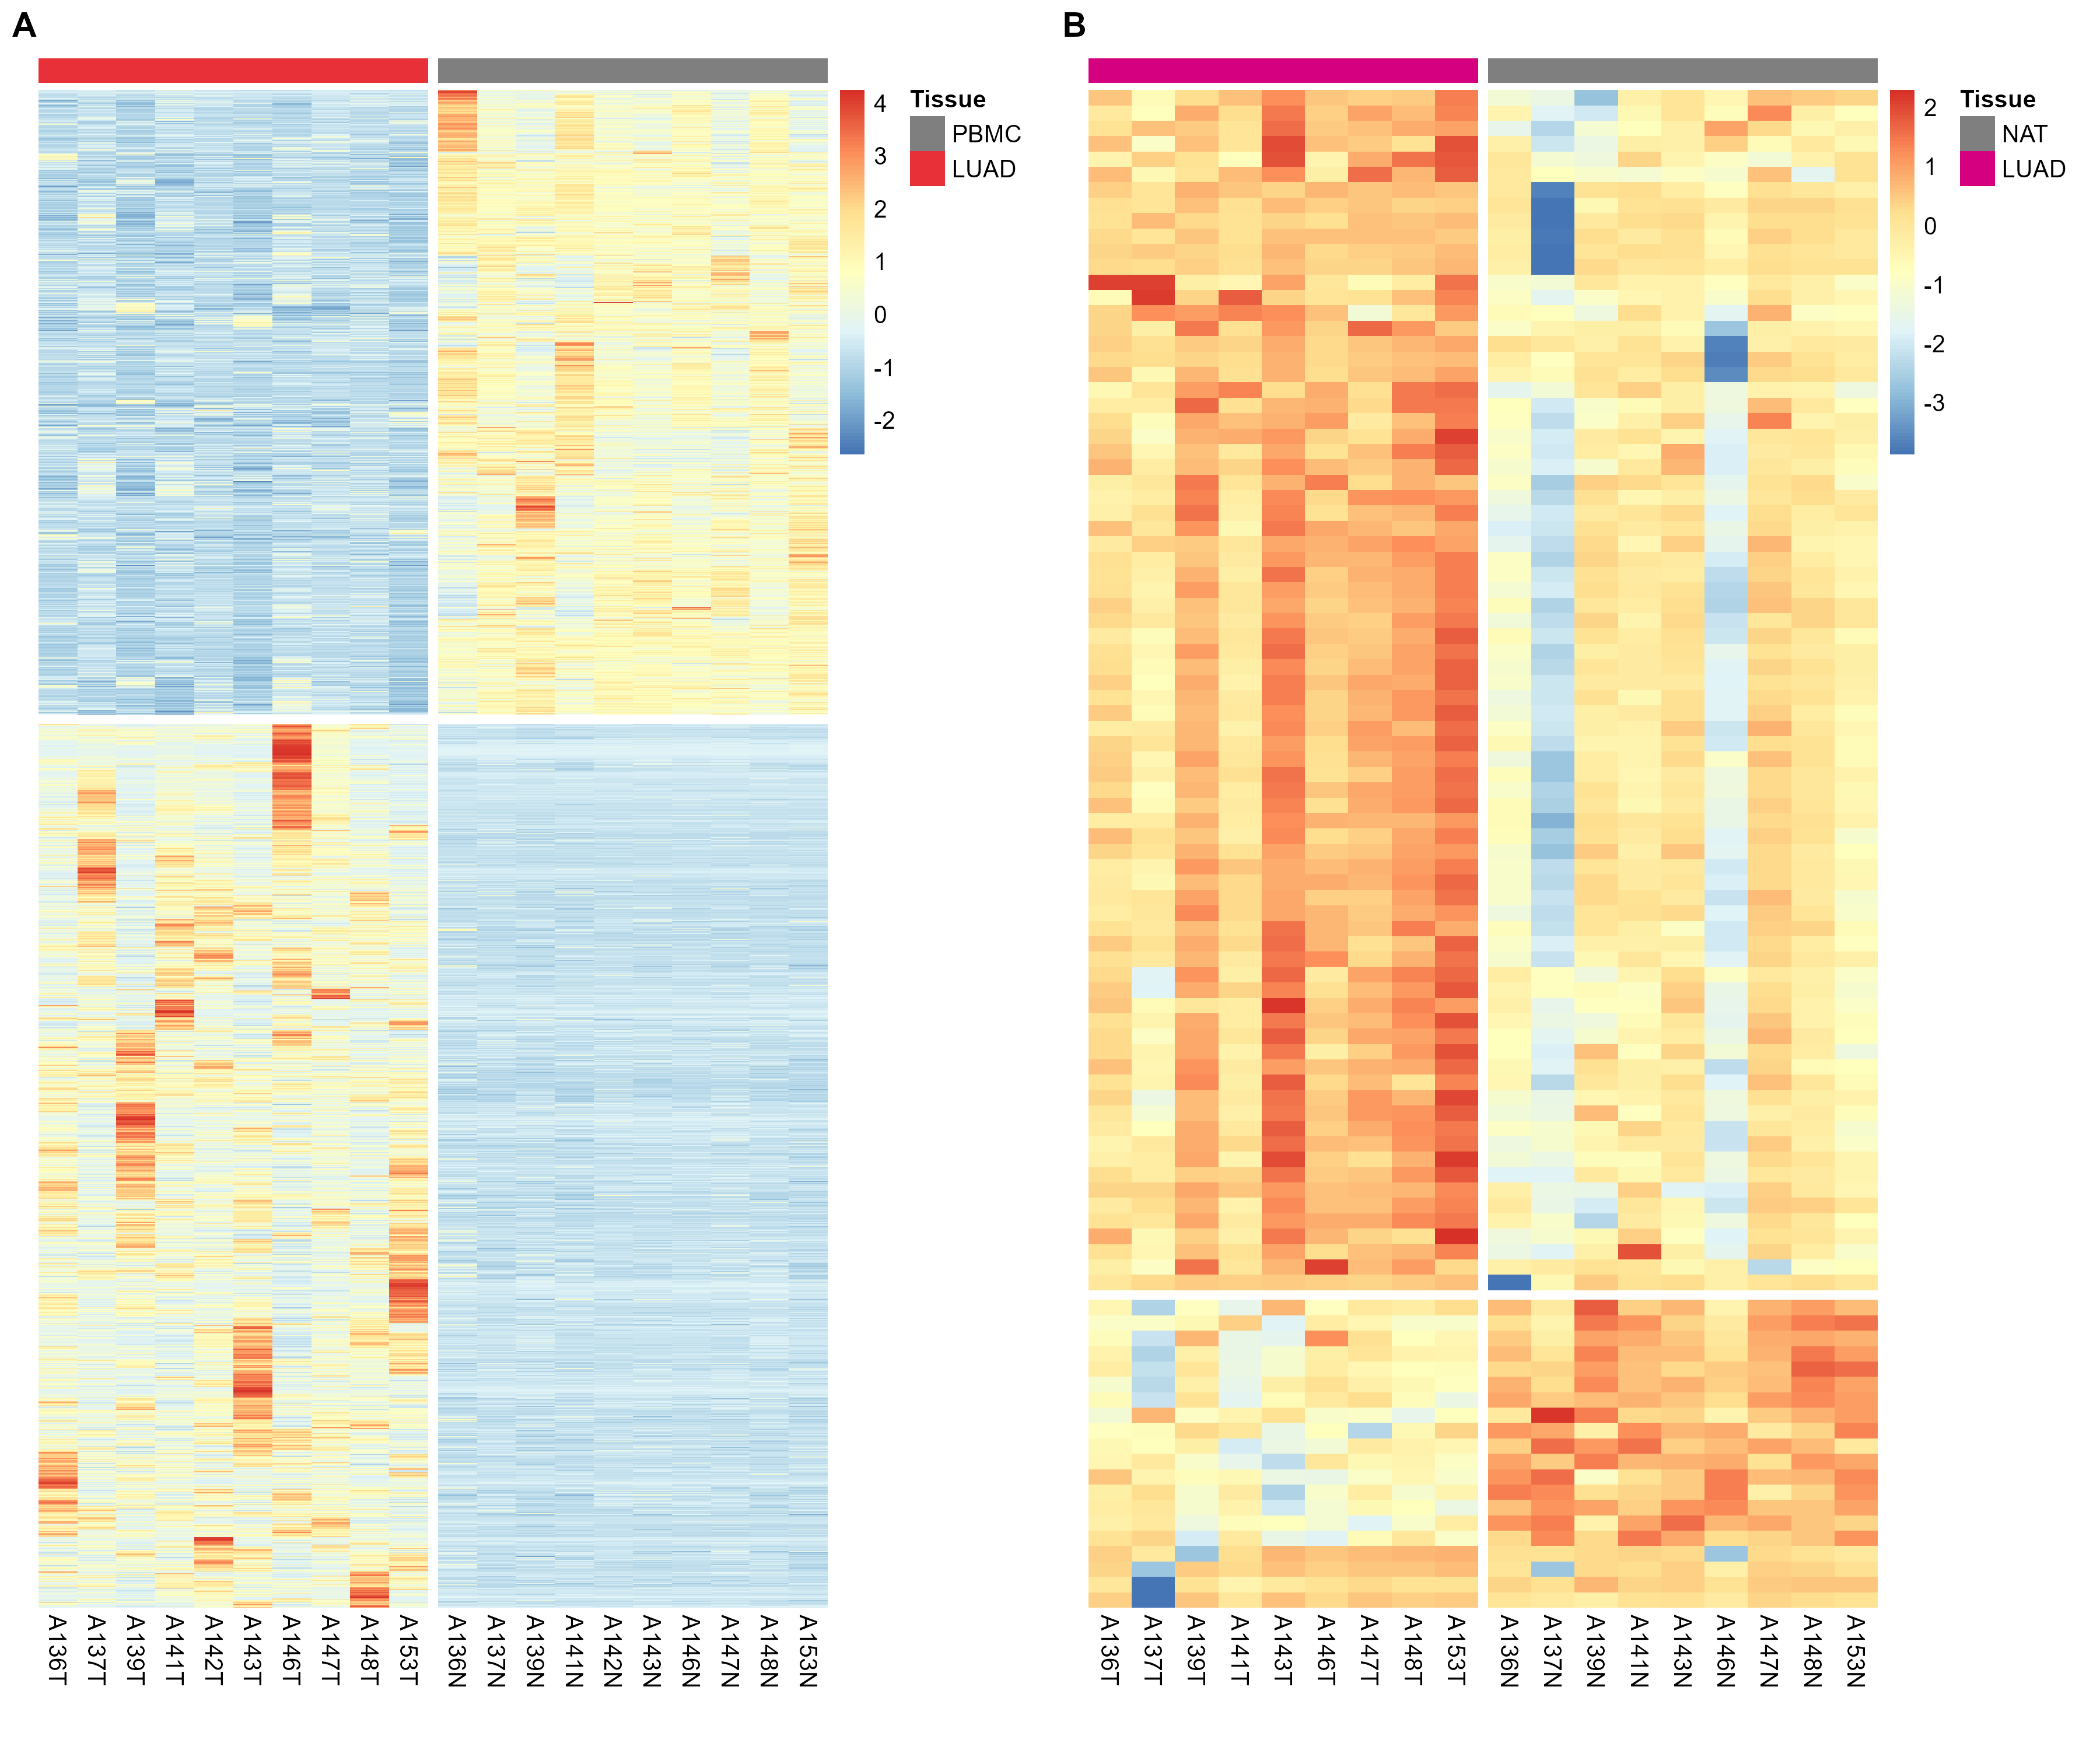 A
B
4
3
2
1
0
-1
-2
Tissue
PBMC
LUAD
2
1
0
-1
-2
-3
Tissue
NAT
LUAD
A136T
A137T
A139T
A141T
A142T
A143T
A146T
A147T
A148T
A153T
A136N
A137N
A139N
A141N
A142N
A143N
A146N
A147N
A148N
A153N
A136T
A137T
A139T
A141T
A143T
A146T
A147T
A148T
A153T
A136N
A137N
A139N
A141N
A143N
A146N
A147N
A148N
A153N